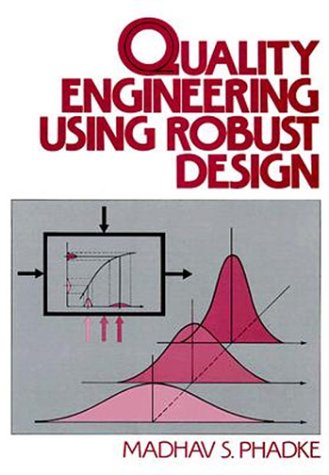 QUALITY
ENGINEERING
USING ROBUST
DESIGN
MADHAV S. PHADKE